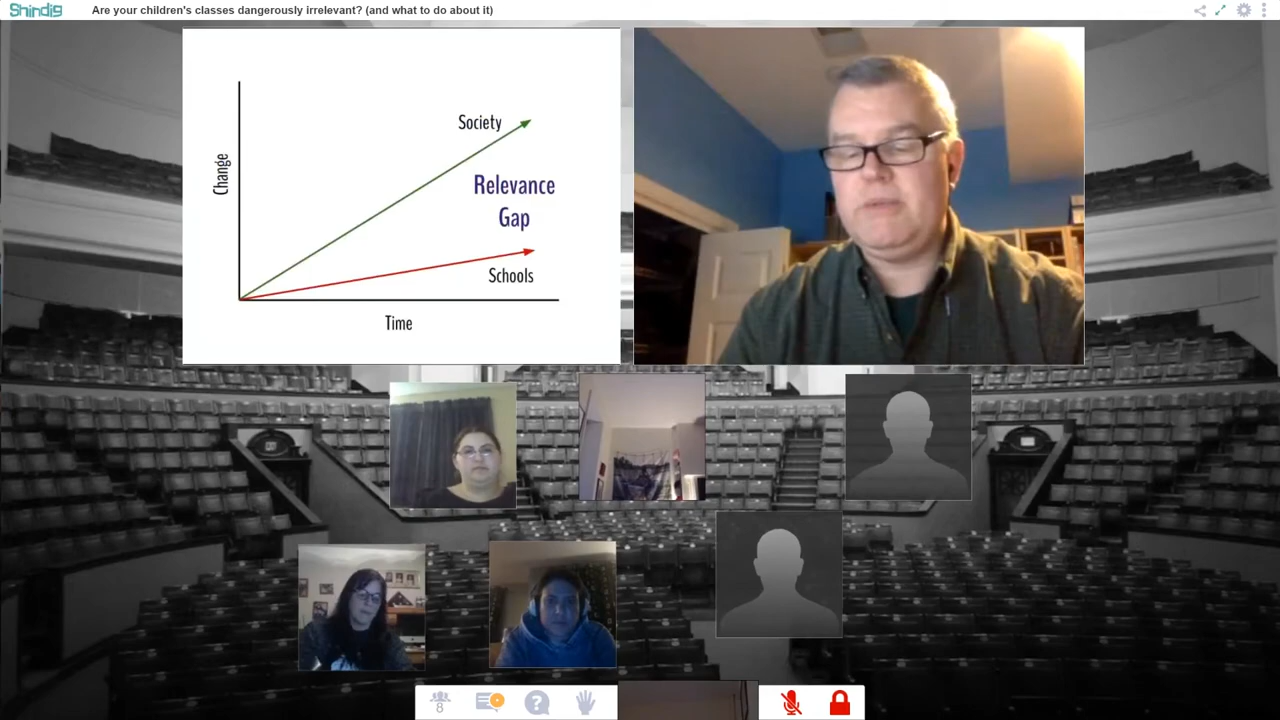 Shindig
Are your children's classes dangerously irrelevant? (and what to do about it)
Society
Change
Relevance
Gap
Schools
Time
8